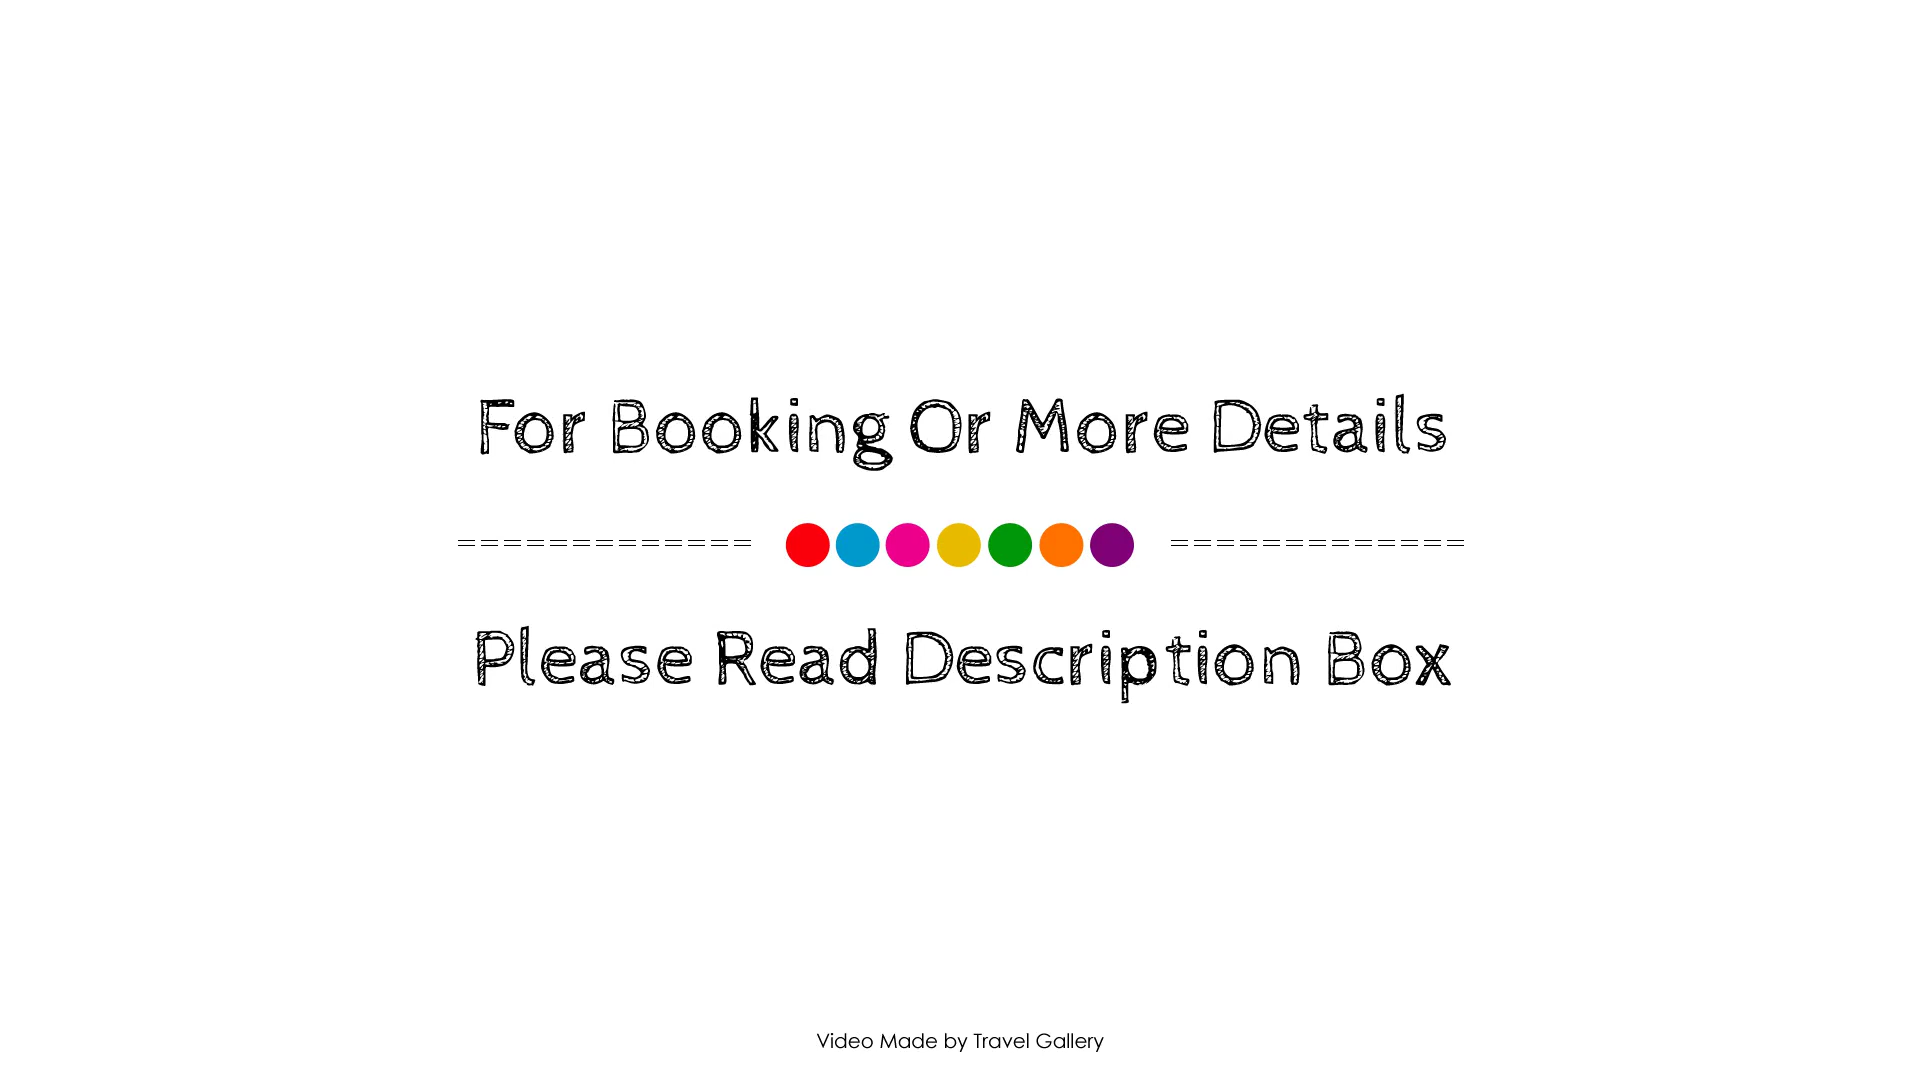 For Booking Or More Details
============= =============
Please Read Description Box
Video Made by Travel Gallery